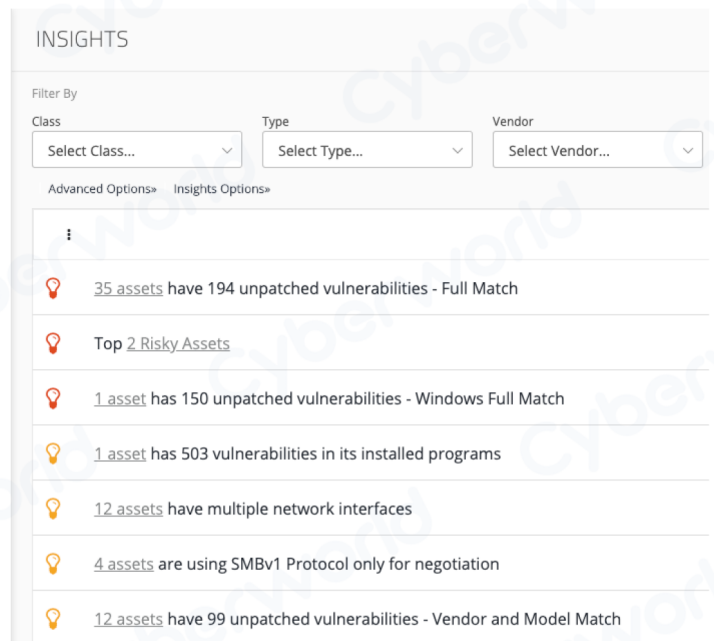 INSIGHTS
Filter By
Class Type Vendor
Select Class... Select Type... Select Vendor...
Advanced Options» Insights Options»
35 assets have 194 unpatched vulnerabilities - Full Match
Top 2 Risky Assets
1 asset has 150 unpatched vulnerabilities - Windows Full Match
1 asset has 503 vulnerabilities in its installed programs
12 assets have multiple network interfaces
4 assets are using SMBv1 Protocol only for negotiation
12 assets have 99 unpatched vulnerabilities - Vendor and Model Match
Cyberworld